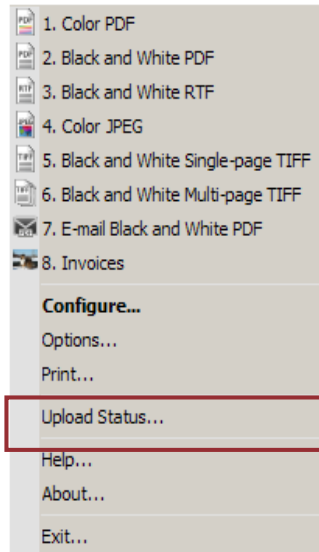 1. Color PDF
2. Black and White PDF
3. Black and White RTF
4. Color JPEG
5. Black and White Single-page TIFF
6. Black and White Multi-page TIFF
7. E-mail Black and White PDF
8. Invoices
Configure...
Options...
Print...
Upload Status...
Help...
About...
Exit...